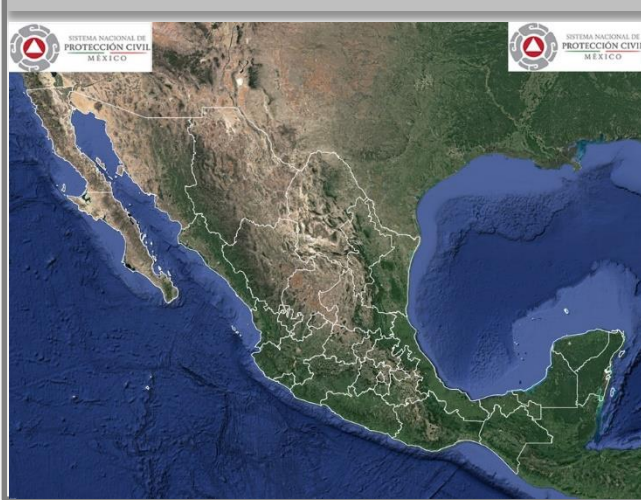 SISTEMA NACIONAL DE
PROTECCIÓN CIVIL
MÉXICO
SISTEMA NACIONAL DE
PROTECCIÓN CIVIL
MÉXICO